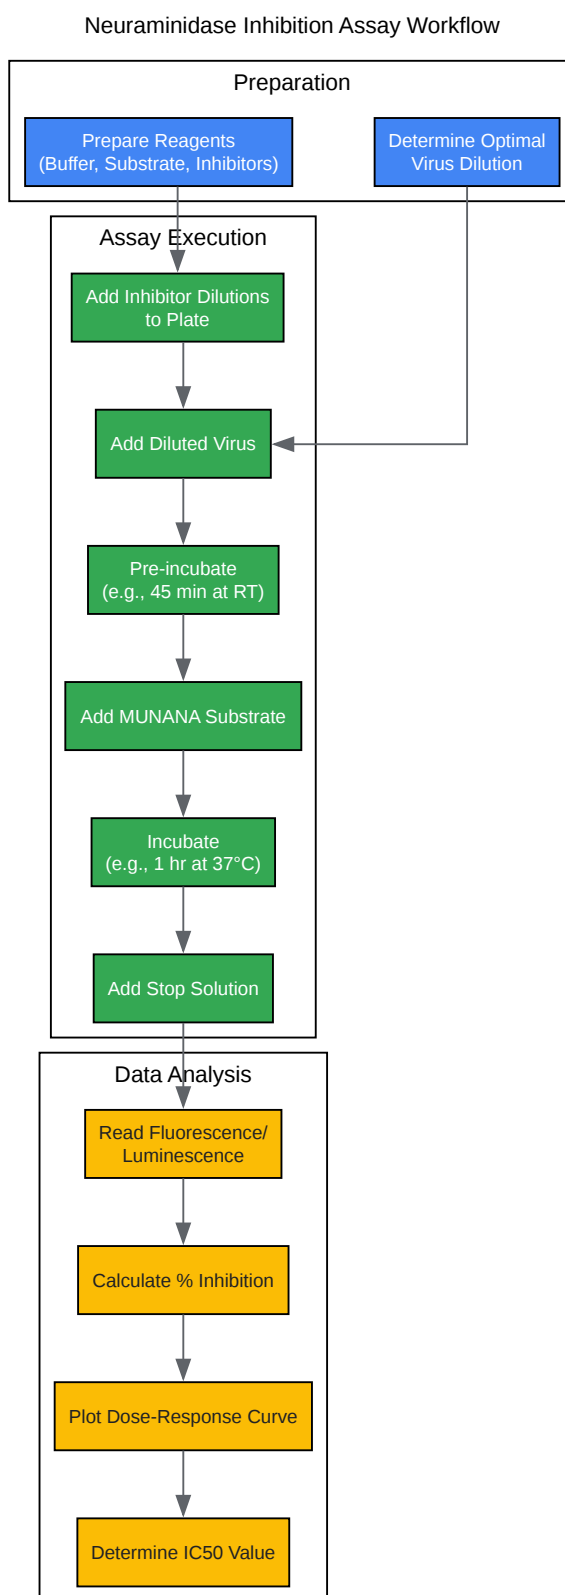 Neuraminidase Inhibition Assay Workflow
Preparation
Prepare Reagents
(Buffer, Substrate, Inhibitors)
Determine Optimal
Virus Dilution
Assay Execution
Add Inhibitor Dilutions
to Plate
Add Diluted Virus
Pre-incubate
(e.g., 45 min at RT)
Add MUNANA Substrate
Incubate
(e.g., 1 hr at 37°C)
Add Stop Solution
Data Analysis
Read Fluorescence/
Luminescence
Calculate % Inhibition
Plot Dose-Response Curve
Determine IC50 Value